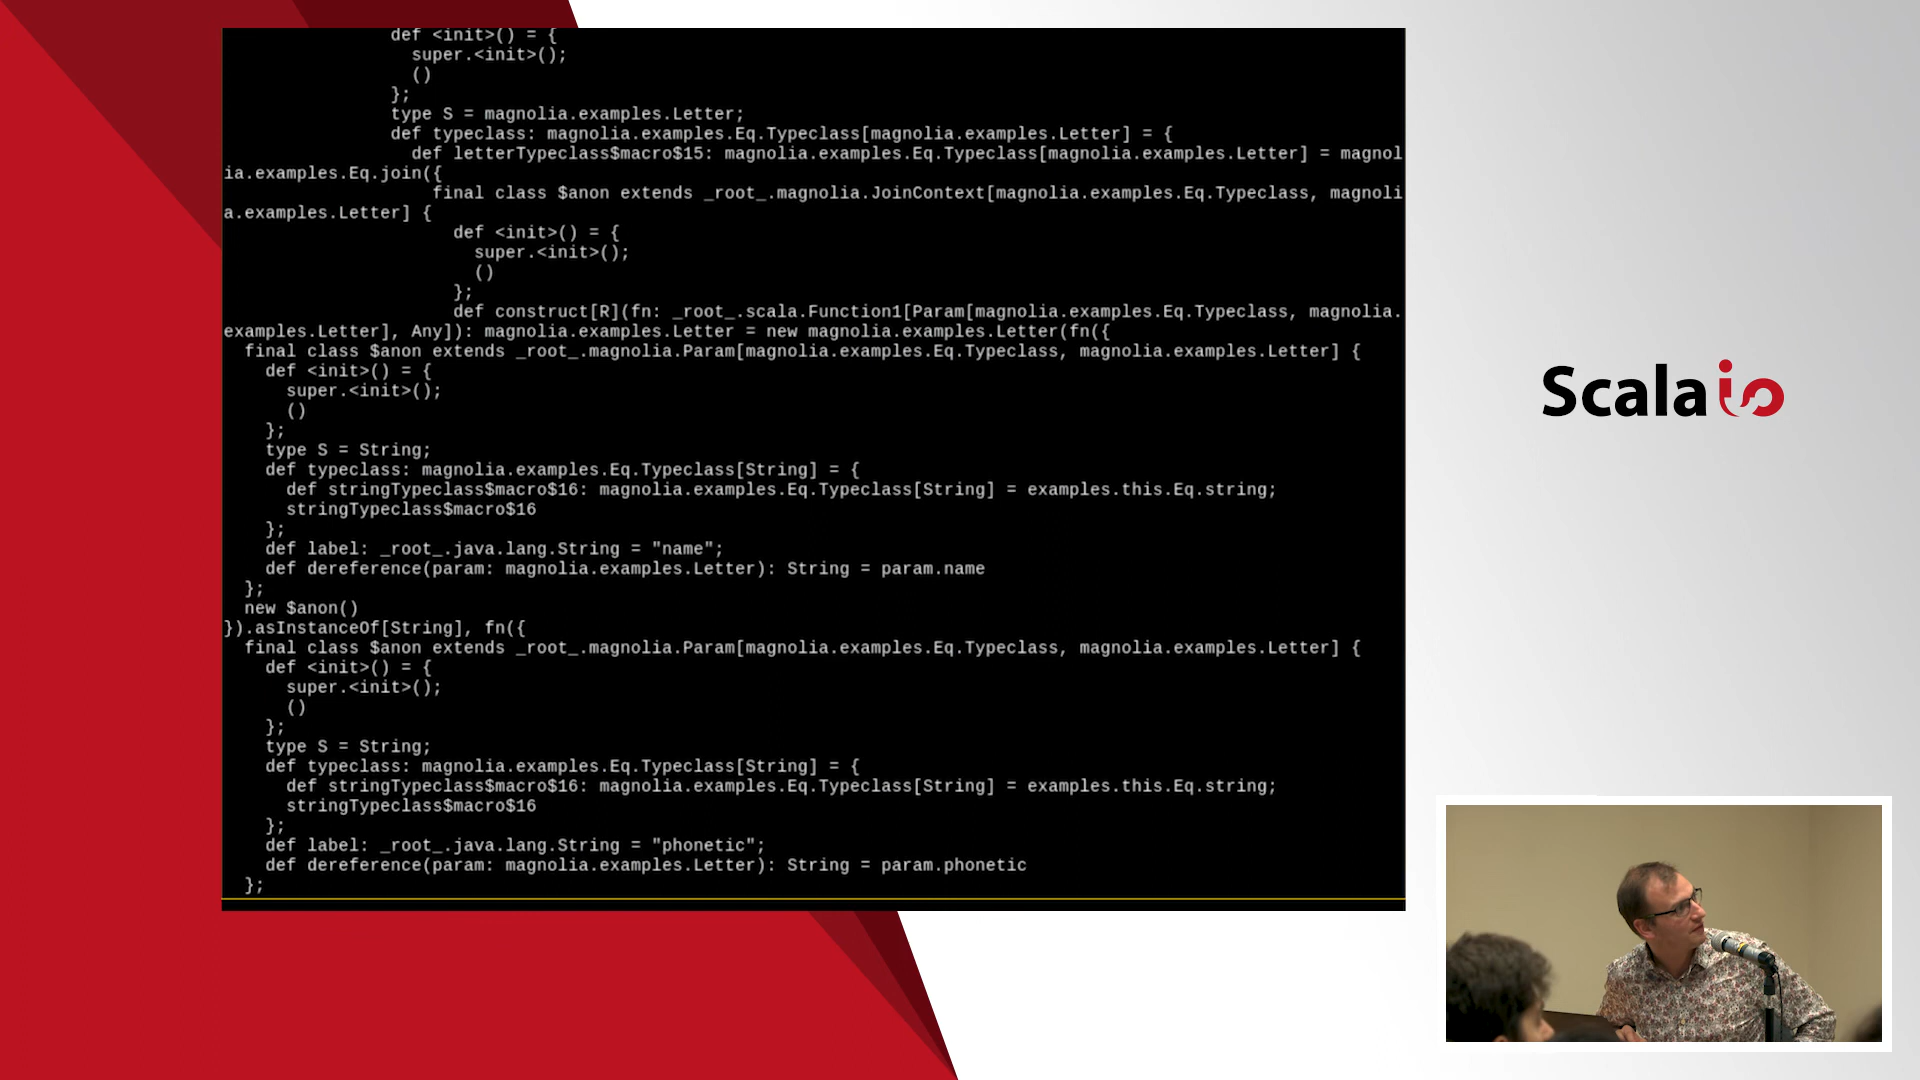 def <init>() = {
super.<init>();
()
};
type S = magnolia.examples.Letter;
def typeclass: magnolia.examples.Eq.Typeclass[magnolia.examples.Letter] = {
def letterTypeclass$macro$15: magnolia.examples.Eq.Typeclass[magnolia.examples.Letter] = magnol
ia.examples.Eq.join({
final class $anon extends _root_.magnolia.JoinContext[magnolia.examples.Eq.Typeclass, magnoli
a.examples.Letter] {
def <init>() = {
super.<init>();
()
};
def construct[R](fn: _root_.scala.Function1[Param[magnolia.examples.Eq.Typeclass, magnolia.
examples.Letter], Any]): magnolia.examples.Letter = new magnolia.examples.Letter(fn({
final class $anon extends _root_.magnolia.Param[magnolia.examples.Eq.Typeclass, magnolia.examples.Letter] {
def <init>() = {
super.<init>();
()
};
type S = String;
def typeclass: magnolia.examples.Eq.Typeclass[String] = {
def stringTypeclass$macro$16: magnolia.examples.Eq.Typeclass[String] = examples.this.Eq.string;
stringTypeclass$macro$16
};
def label: _root_.java.lang.String = "name";
def dereference(param: magnolia.examples.Letter): String = param.name
};
new $anon()
}).asInstanceOf[String], fn({
final class $anon extends _root_.magnolia.Param[magnolia.examples.Eq.Typeclass, magnolia.examples.Letter] {
def <init>() = {
super.<init>();
()
};
type S = String;
def typeclass: magnolia.examples.Eq.Typeclass[String] = {
def stringTypeclass$macro$16: magnolia.examples.Eq.Typeclass[String] = examples.this.Eq.string;
stringTypeclass$macro$16
};
def label: _root_.java.lang.String = "phonetic";
def dereference(param: magnolia.examples.Letter): String = param.phonetic
};
Scala io